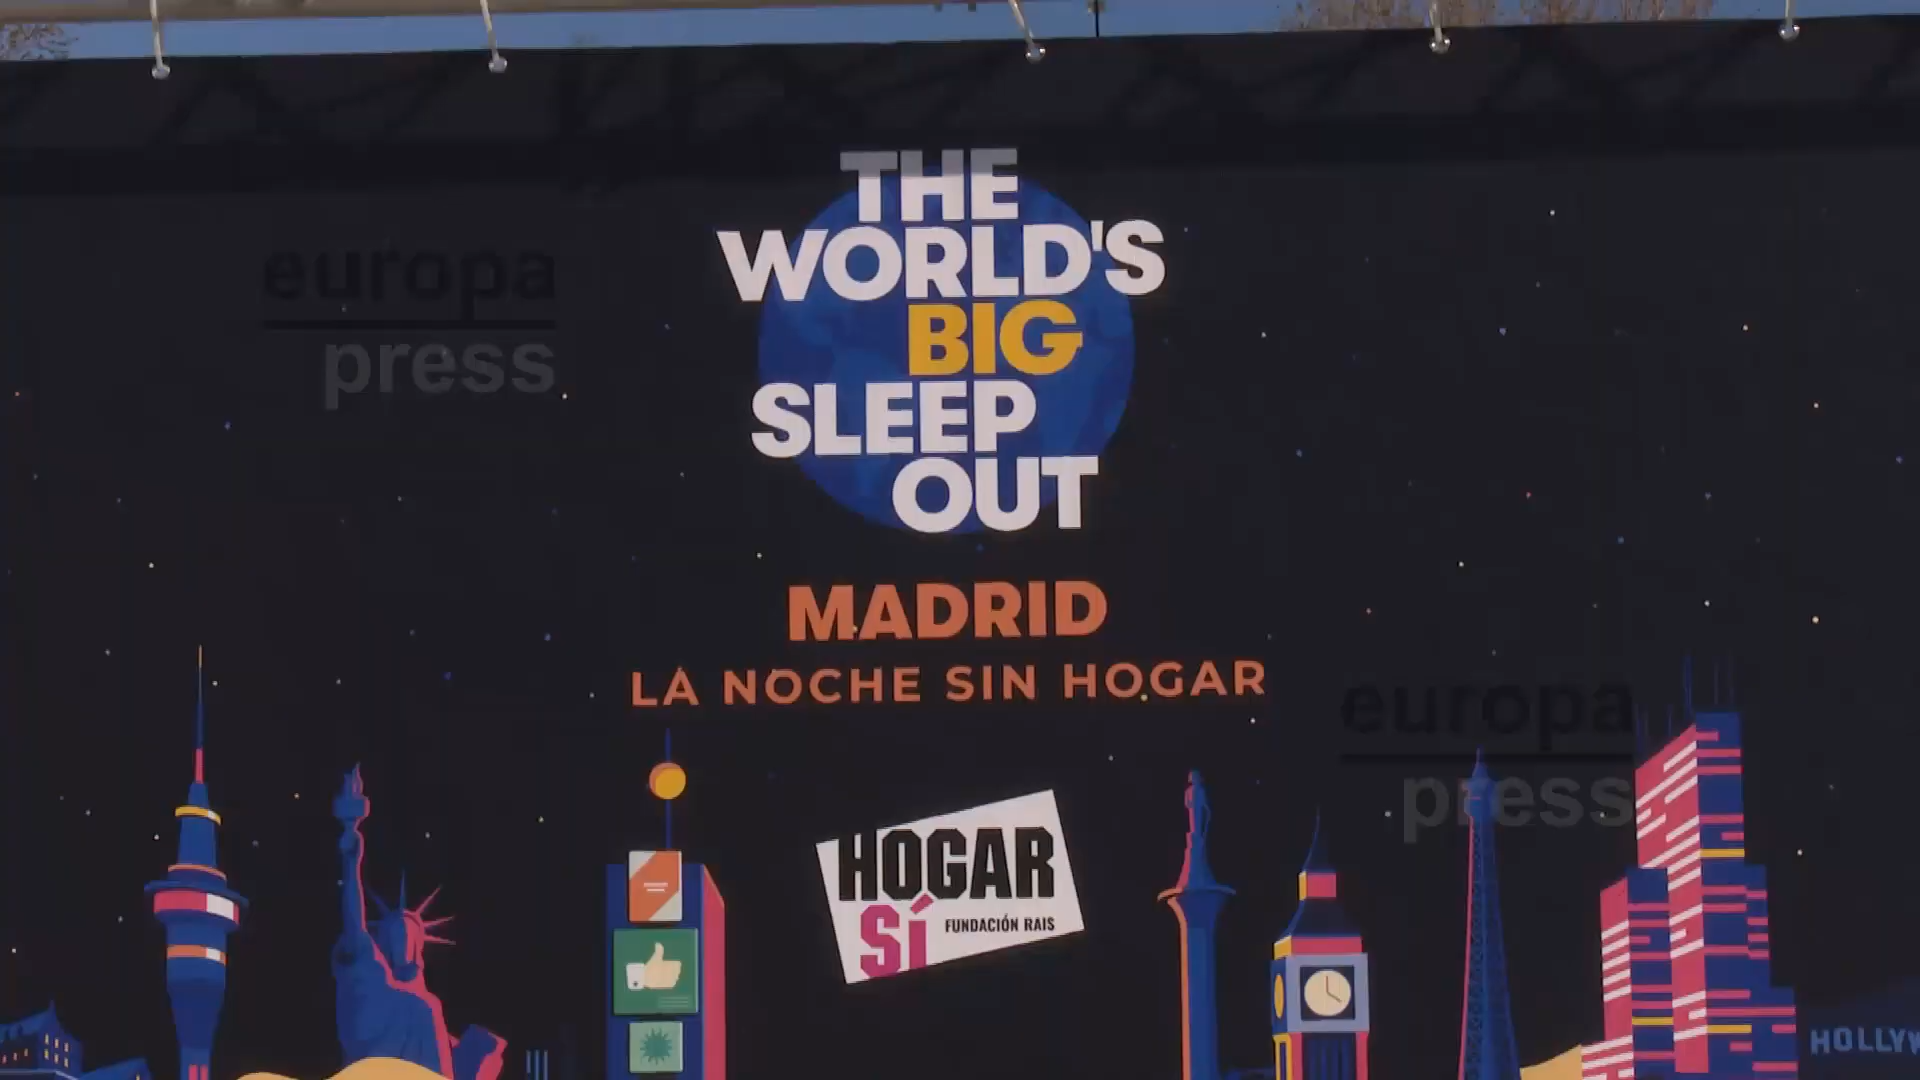 THE
WORLD'S
BIG
SLEEP
OUT
MADRID
LA NOCHE SIN HOGAR
HOGAR
SÍ FUNDACIÓN RAIS
europa
press
europa
press
HOLLYW